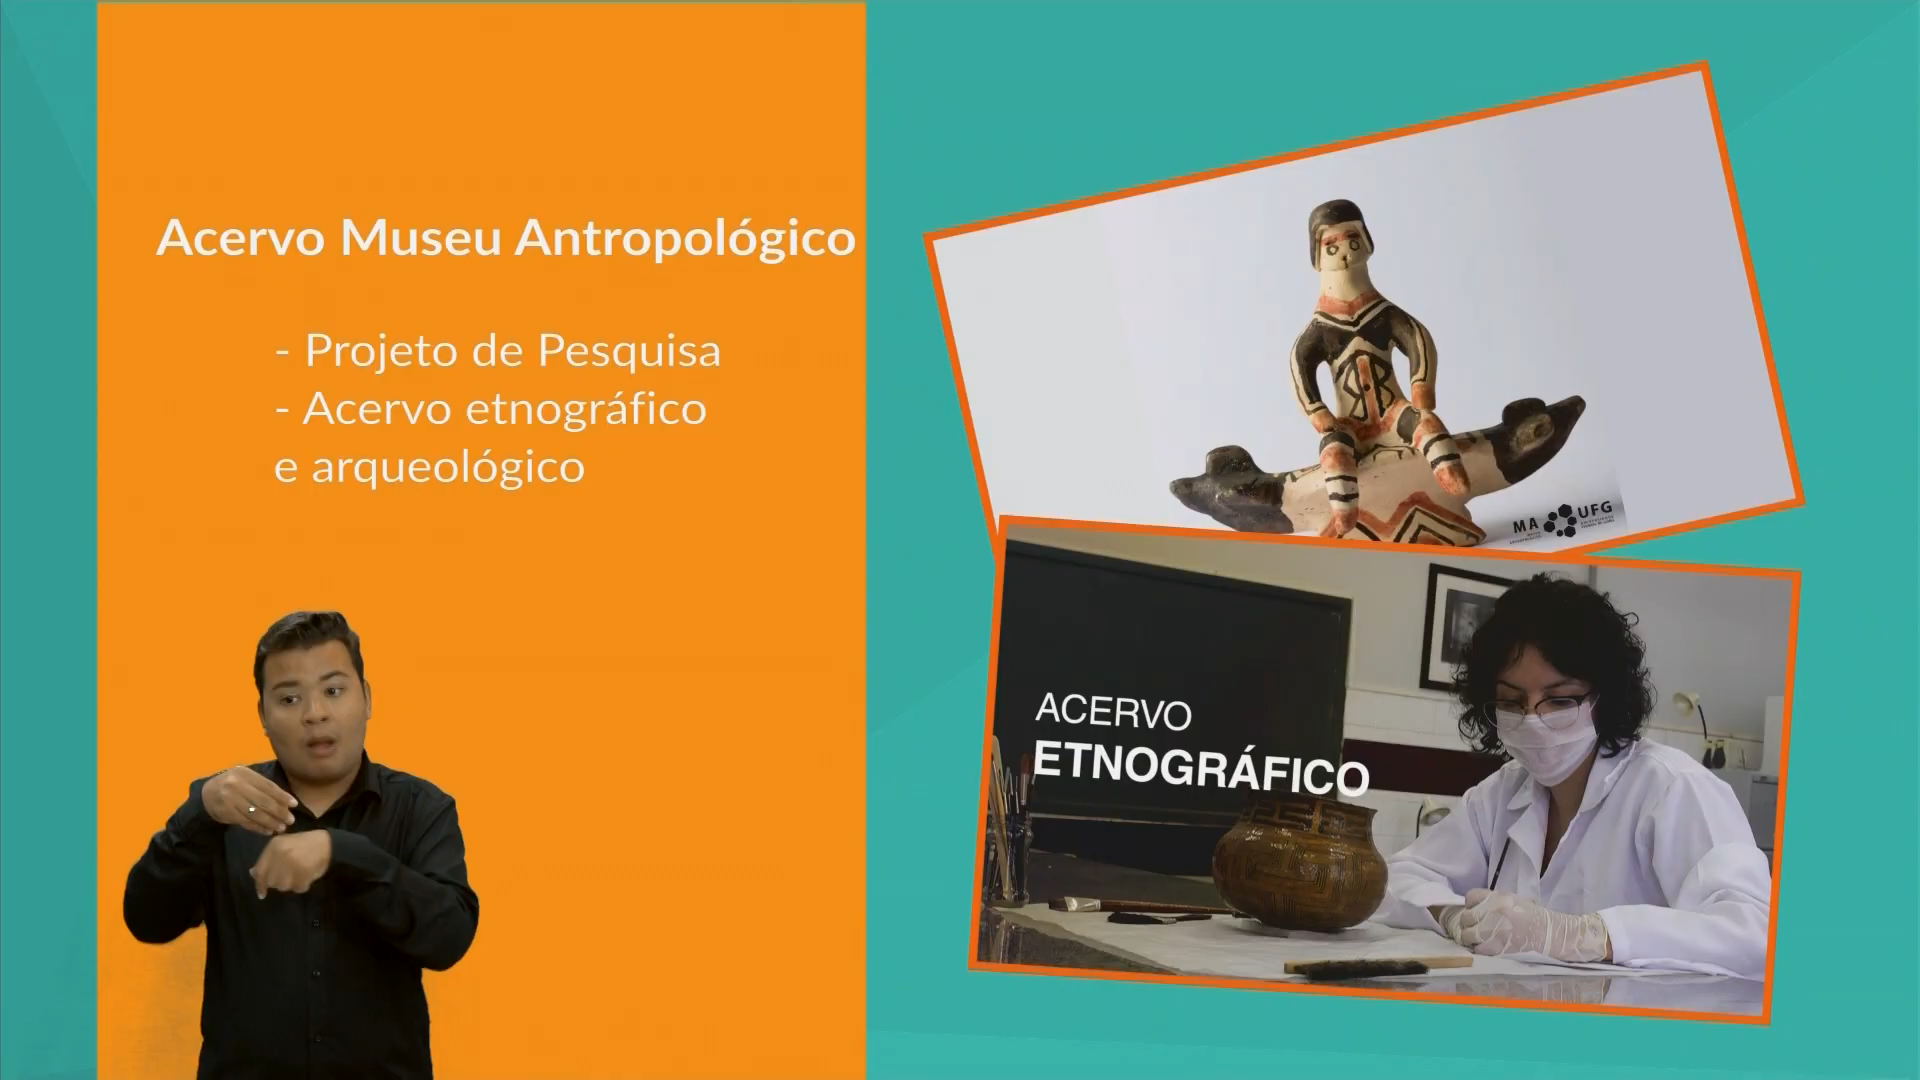 Acervo Museu Antropológico
- Projeto de Pesquisa
- Acervo etnográfico
e arqueológico
MA UFG
ACERVO
ETNOGRÁFICO